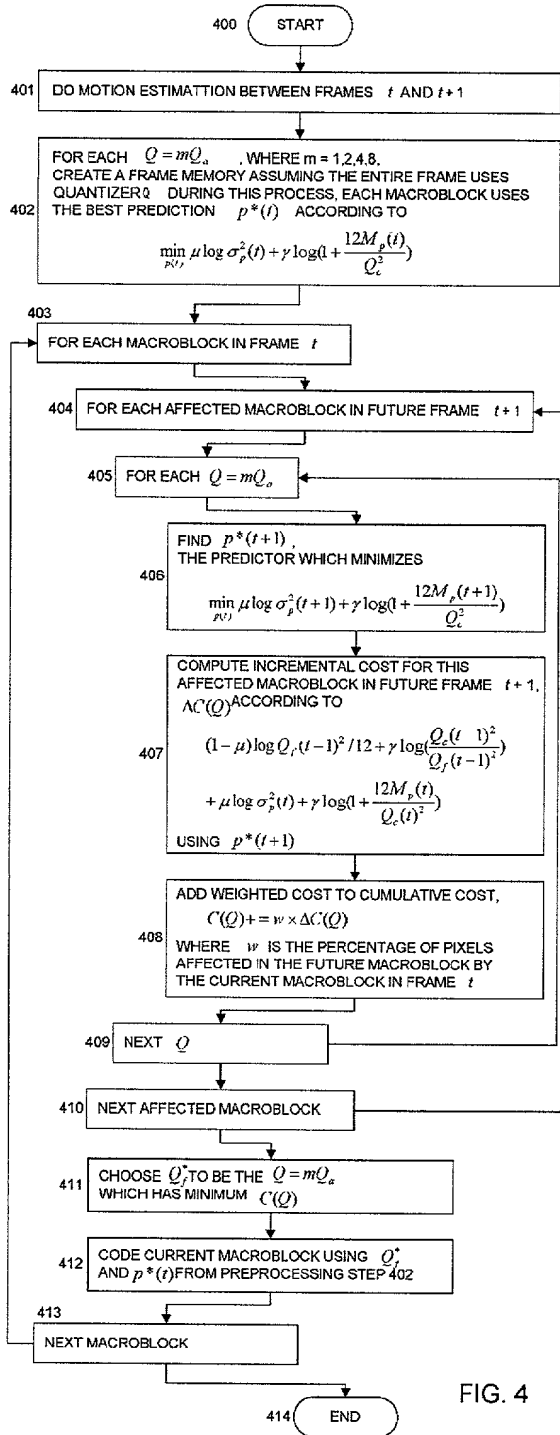 400 START
401 DO MOTION ESTIMATTION BETWEEN FRAMES t AND t+1
FOR EACH Q = mQ_a , WHERE m = 1,2,4,8,
CREATE A FRAME MEMORY ASSUMING THE ENTIRE FRAME USES
402 QUANTIZER Q DURING THIS PROCESS, EACH MACROBLOCK USES
THE BEST PREDICTION p*(t) ACCORDING TO
min_{p(t)} μ log σ_p^2(t) + γ log(1 + 12M_p(t) / Q_c^2)
403
FOR EACH MACROBLOCK IN FRAME t
404 FOR EACH AFFECTED MACROBLOCK IN FUTURE FRAME t+1
405 FOR EACH Q = mQ_a
FIND p*(t+1) ,
THE PREDICTOR WHICH MINIMIZES
406
min_{p(t)} μ log σ_p^2(t+1) + γ log(1 + 12M_p(t+1) / Q_c^2)
COMPUTE INCREMENTAL COST FOR THIS
AFFECTED MACROBLOCK IN FUTURE FRAME t+1,
ΔC(Q) ACCORDING TO
407 (1-μ) log Q_f(t-1)^2 /12 + γ log(Q_c(t-1)^2 / Q_f(t-1)^2)
+ μ log σ_p^2(t) + γ log(1 + 12M_p(t) / Q_c(t)^2)
USING p*(t+1)
ADD WEIGHTED COST TO CUMULATIVE COST,
C(Q)+ = w × ΔC(Q)
408 WHERE w IS THE PERCENTAGE OF PIXELS
AFFECTED IN THE FUTURE MACROBLOCK BY
THE CURRENT MACROBLOCK IN FRAME t
409 NEXT Q
410 NEXT AFFECTED MACROBLOCK
411 CHOOSE Q_f* TO BE THE Q = mQ_a
WHICH HAS MINIMUM C(Q)
412 CODE CURRENT MACROBLOCK USING Q_f*
AND p*(t) FROM PREPROCESSING STEP 402
413
NEXT MACROBLOCK
414 END
FIG. 4